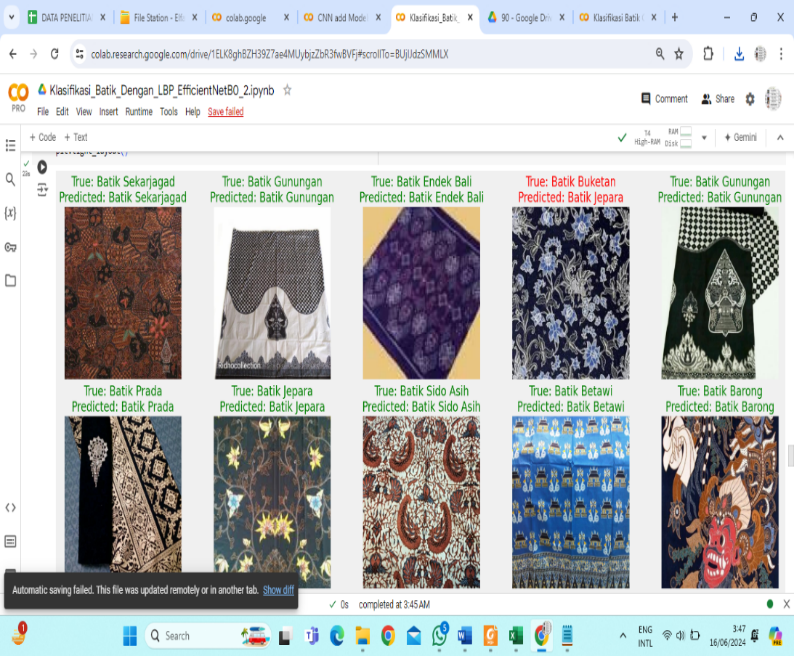 DATA PENELITIA
File Station - Eff
colab.google
CNN add Model
Klasifikasi_Batik_
90 - Google Driv
Klasifikasi Batik
colab.research.google.com/drive/1ELK8gh8ZH39Z7ae4MUybjzZbR3fwBVFj#scrollTo=BUjUdzSMMLX
PRO
Klasifikasi_Batik_Dengan_LBP_EfficientNetB0_2.ipynb
File Edit View Insert Runtime Tools Help Save failed
Comment
Share
+ Code + Text
T4
High-RAM
RAM
Disk
Gemini
True: Batik Sekarjagad
Predicted: Batik Sekarjagad
True: Batik Gunungan
Predicted: Batik Gunungan
True: Batik Endek Bali
Predicted: Batik Endek Bali
True: Batik Buketan
Predicted: Batik Jepara
True: Batik Gunungan
Predicted: Batik Gunungan
Ridhocollection
True: Batik Prada
Predicted: Batik Prada
True: Batik Jepara
Predicted: Batik Jepara
True: Batik Sido Asih
Predicted: Batik Sido Asih
True: Batik Betawi
Predicted: Batik Betawi
True: Batik Barong
Predicted: Batik Barong
Automatic saving failed. This file was updated remotely or in another tab. Show diff
0s completed at 3:45 AM
Search
ENG
INTL
3:47
16/06/2024